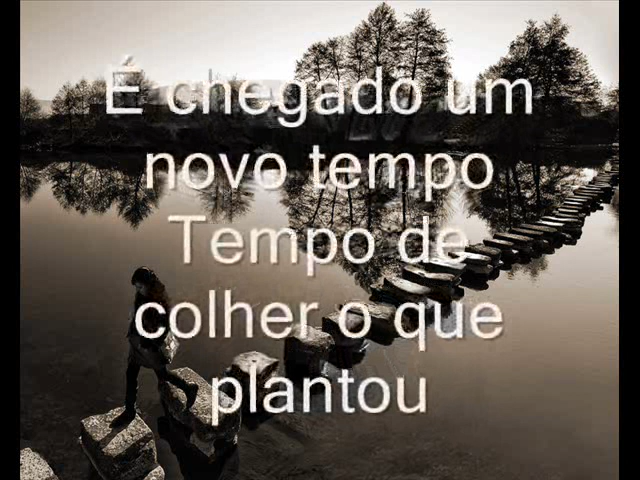 É chegado um
novo tempo
Tempo de
colher o que
plantou